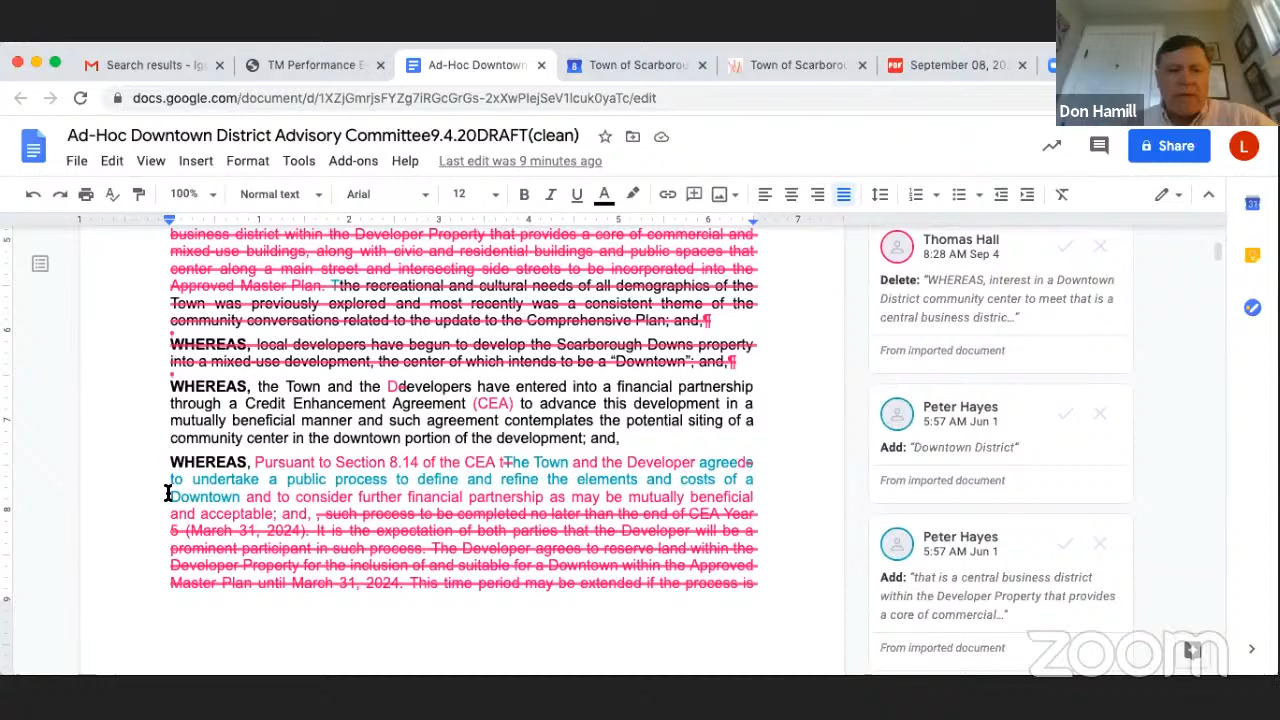 Don Hamill
Search results - Ig
TM Performance E
Ad-Hoc Downtown
Town of Scarborou
Town of Scarborou
September 08, 20
docs.google.com/document/d/1XZjGmrjsFYZg7iRGcGrGs-2xXwPIejSeV1lcuk0yaTc/edit
Ad-Hoc Downtown District Advisory Committee9.4.20DRAFT(clean)
File Edit View Insert Format Tools Add-ons Help Last edit was 9 minutes ago
Share
L
100% Normal text Arial 12 B I U A
1 1 2 3 4 5 6 7
business district within the Developer Property that provides a core of commercial and
mixed-use buildings, along with civic and residential buildings and public spaces that
center along a main street and intersecting side streets to be incorporated into the
Approved Master Plan. Tthe recreational and cultural needs of all demographics of the
Town was previously explored and most recently was a consistent theme of the
community conversations related to the update to the Comprehensive Plan; and,¶
WHEREAS, local developers have begun to develop the Scarborough Downs property
into a mixed-use development, the center of which intends to be a “Downtown”; and,¶
WHEREAS, the Town and the Ddevelopers have entered into a financial partnership
through a Credit Enhancement Agreement (CEA) to advance this development in a
mutually beneficial manner and such agreement contemplates the potential siting of a
community center in the downtown portion of the development; and,
WHEREAS, Pursuant to Section 8.14 of the CEA tThe Town and the Developer agreeds
to undertake a public process to define and refine the elements and costs of a
Downtown and to consider further financial partnership as may be mutually beneficial
and acceptable; and, , such process to be completed no later than the end of CEA Year
5 (March 31, 2024). It is the expectation of both parties that the Developer will be a
prominent participant in such process. The Developer agrees to reserve land within the
Developer Property for the inclusion of and suitable for a Downtown within the Approved
Master Plan until March 31, 2024. This time period may be extended if the process is
5
6
7
8
9
Thomas Hall
8:28 AM Sep 4
Delete: “WHEREAS, interest in a Downtown
District community center to meet that is a
central business distric...”
From imported document
Peter Hayes
5:57 AM Jun 1
Add: “Downtown District”
From imported document
Peter Hayes
5:57 AM Jun 1
Add: “that is a central business district
within the Developer Property that provides
a core of commercial...”
From imported document
zoom